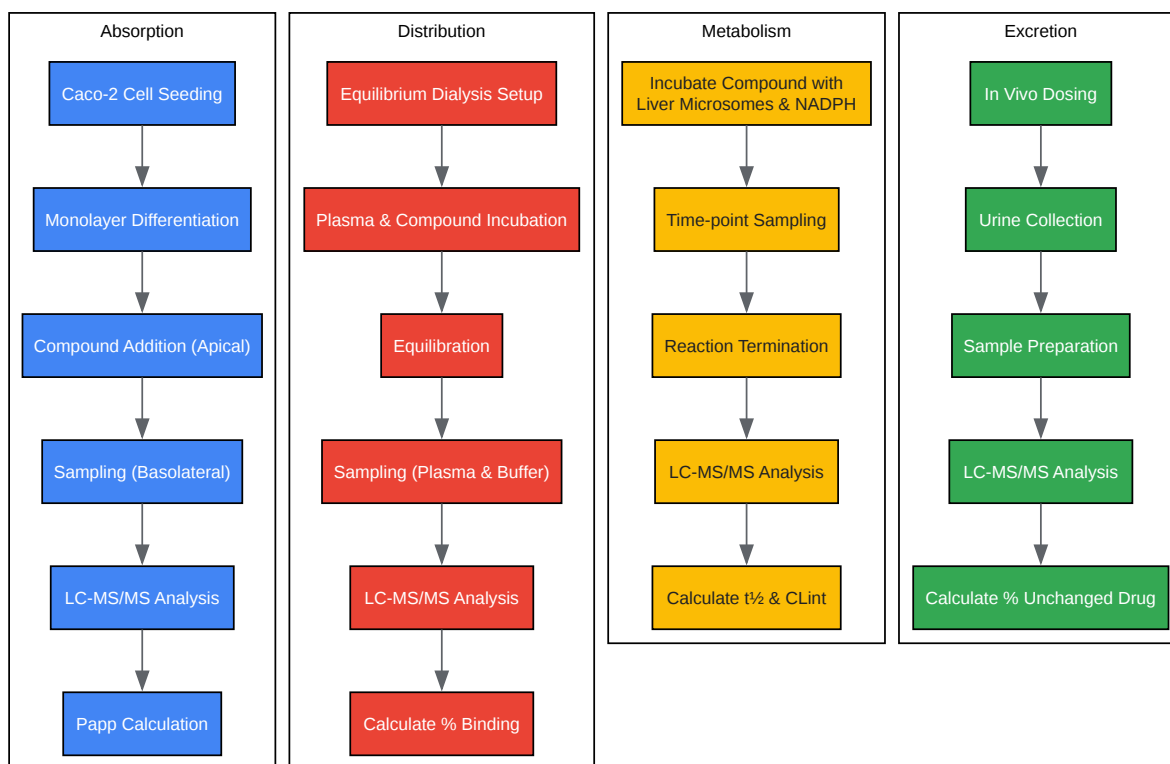 Absorption
Caco-2 Cell Seeding
Monolayer Differentiation
Compound Addition (Apical)
Sampling (Basolateral)
LC-MS/MS Analysis
Papp Calculation
Distribution
Equilibrium Dialysis Setup
Plasma & Compound Incubation
Equilibration
Sampling (Plasma & Buffer)
LC-MS/MS Analysis
Calculate % Binding
Metabolism
Incubate Compound with
Liver Microsomes & NADPH
Time-point Sampling
Reaction Termination
LC-MS/MS Analysis
Calculate t½ & CLint
Excretion
In Vivo Dosing
Urine Collection
Sample Preparation
LC-MS/MS Analysis
Calculate % Unchanged Drug